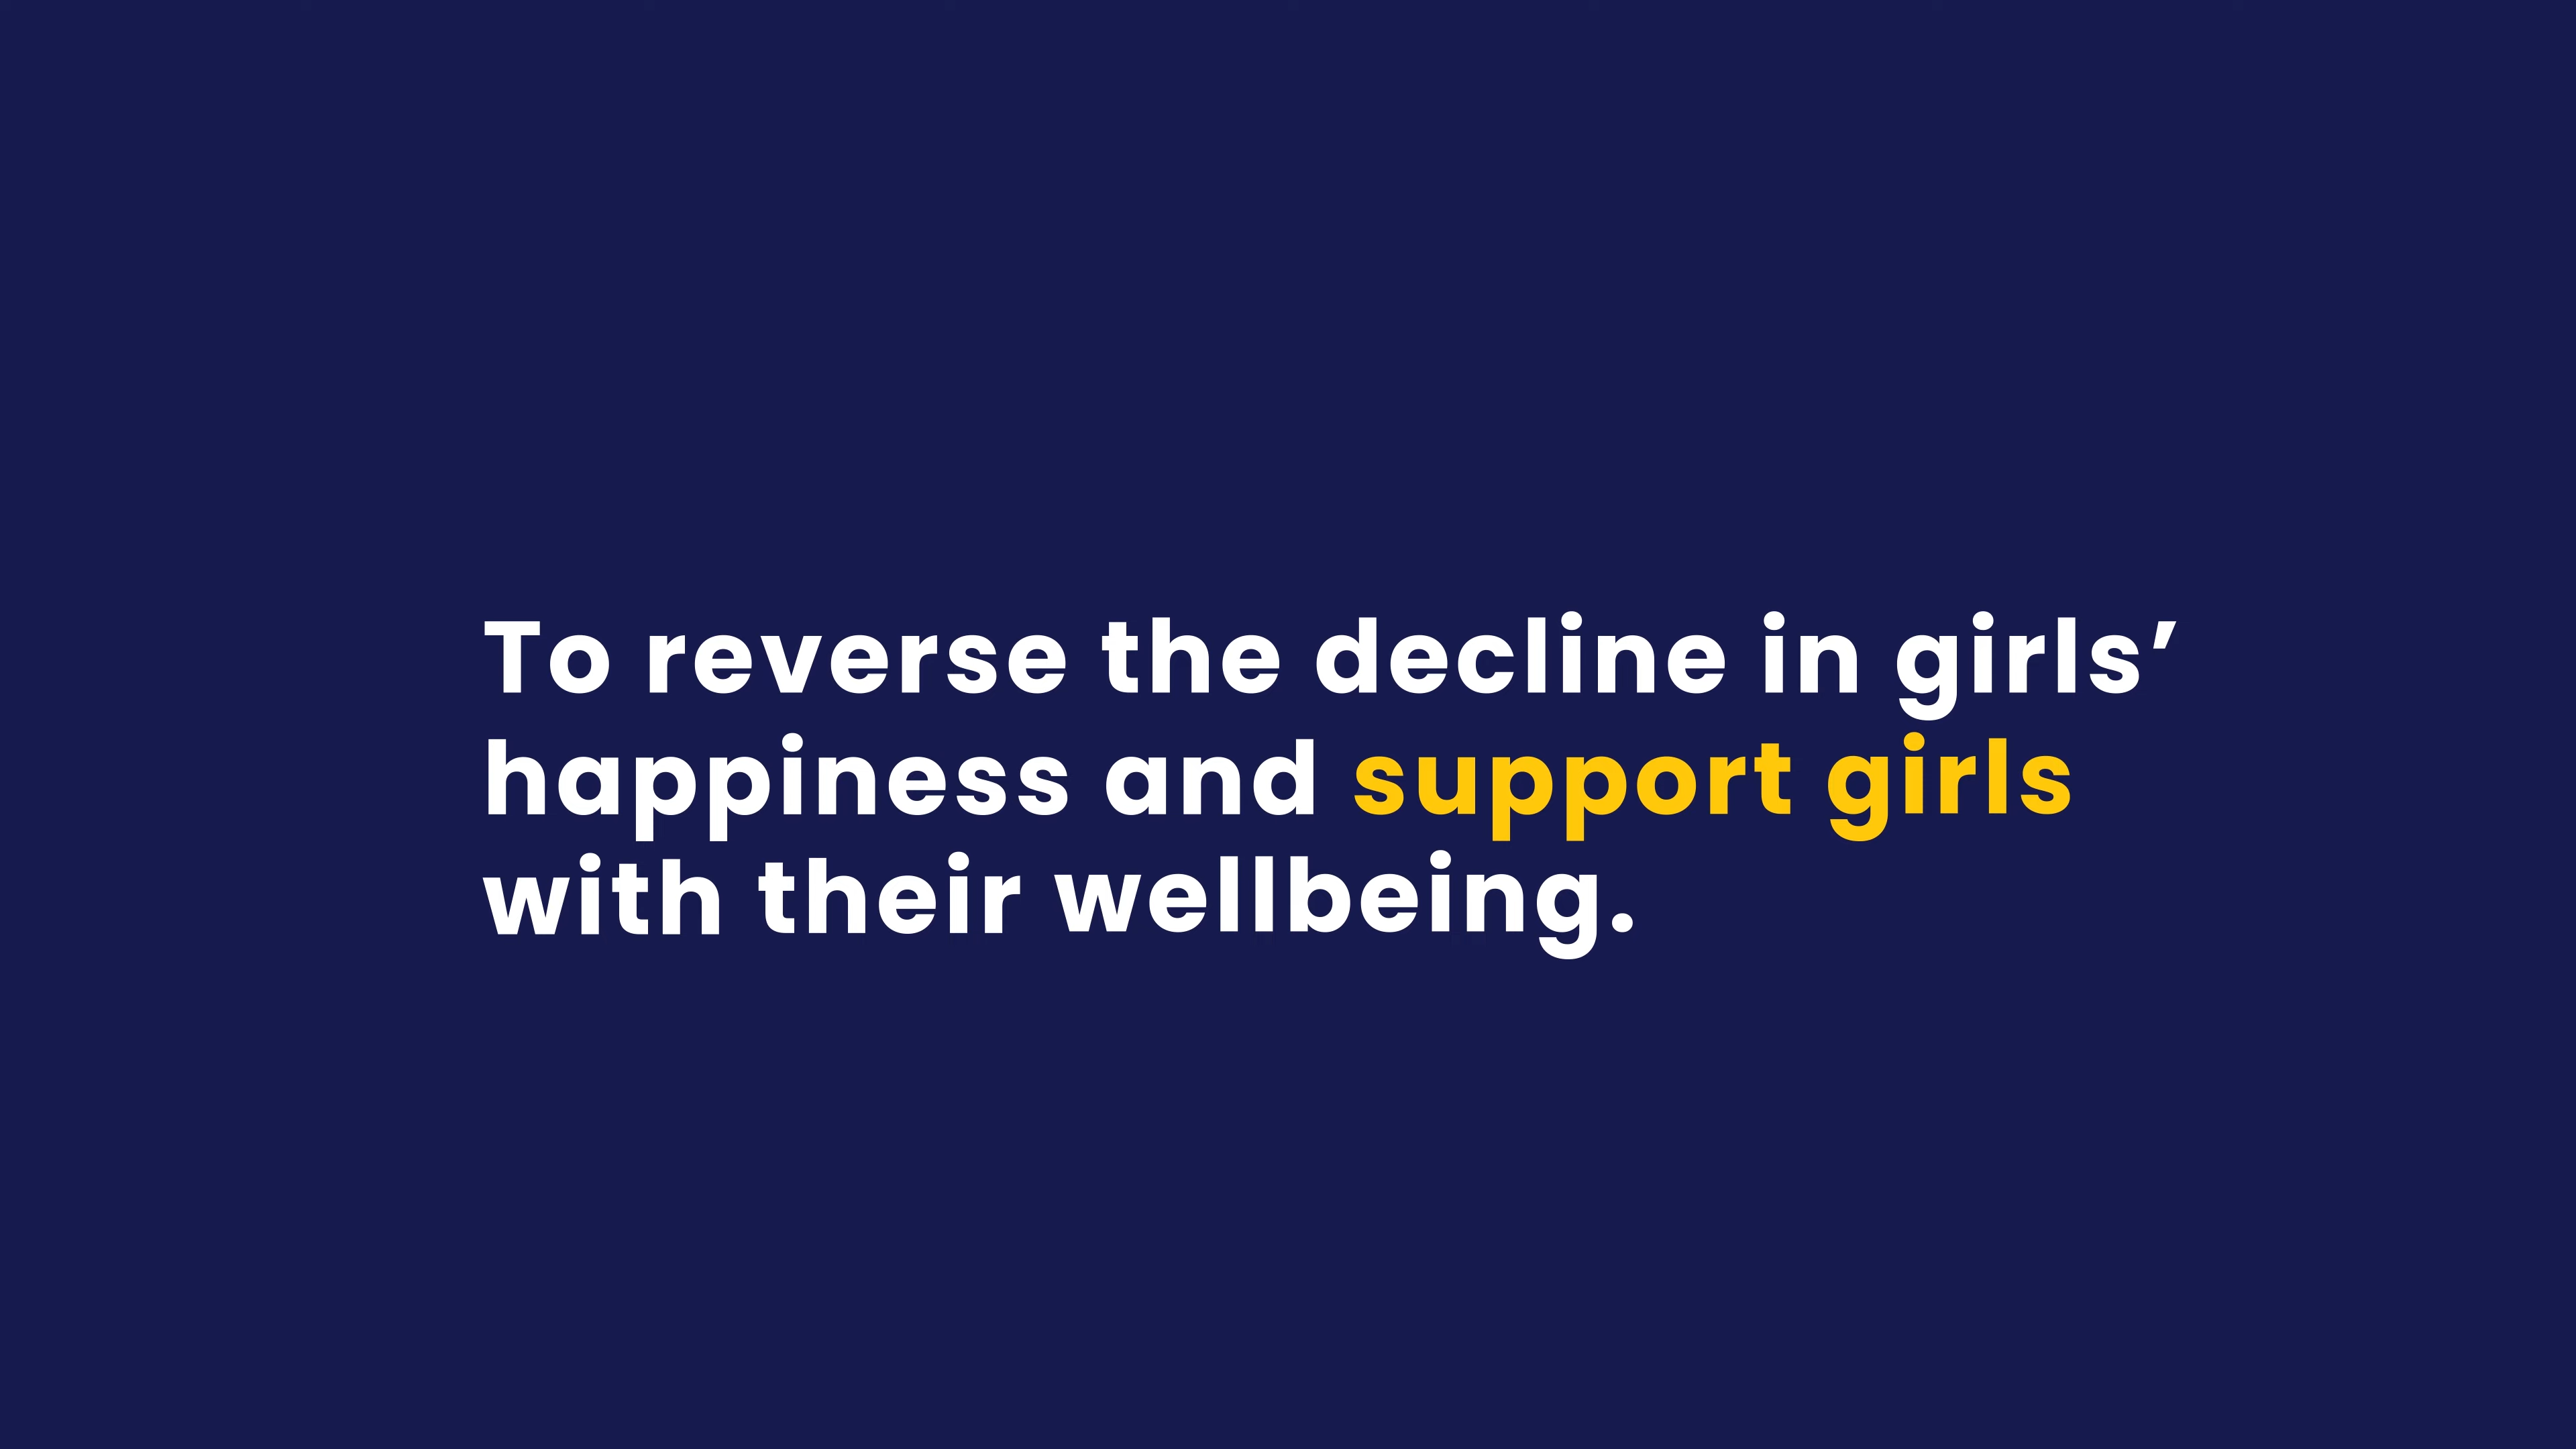 To reverse the decline in girls’
happiness and support girls
with their wellbeing.